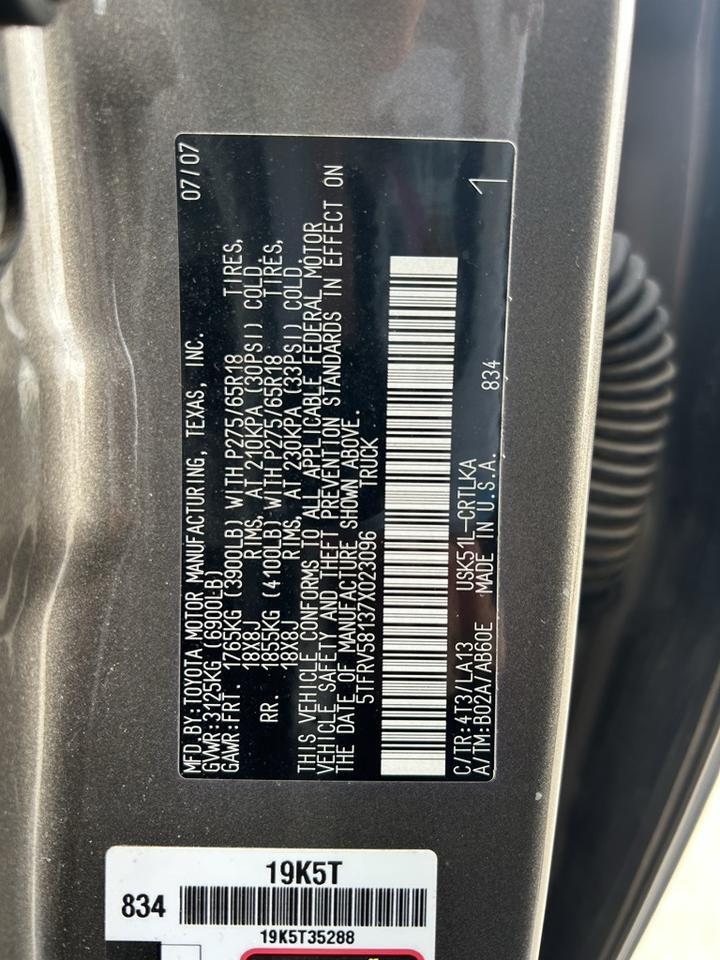 MFD.BY:TOYOTA MOTOR MANUFACTURING, TEXAS, INC. 07/07
GVWR:3125KG (6900LB)
GAWR:FRT. 1765KG (3900LB) WITH P275/65R18 TIRES,
18X8J RIMS, AT 210KPA (30PSI) COLD.
RR. 1855KG (4100LB) WITH P275/65R18 TIRES,
18X8J RIMS, AT 230KPA (33PSI) COLD.
THIS VEHICLE CONFORMS TO ALL APPLICABLE FEDERAL MOTOR
VEHICLE SAFETY AND THEFT PREVENTION STANDARDS IN EFFECT ON
THE DATE OF MANUFACTURE SHOWN ABOVE.
5TFRV58137X023096 TRUCK
C/TR:4T3/LA13 USK51L-CRTLKA 834
A/TM:B02A/AB60E MADE IN U.S.A. 1
19K5T
834
19K5T35288